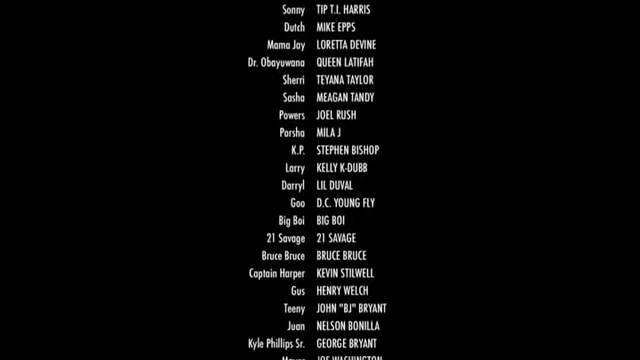 Sonny TIP T.I. HARRIS
Dutch MIKE EPPS
Mama Jay LORETTA DEVINE
Dr. Obayuwana QUEEN LATIFAH
Sherri TEYANA TAYLOR
Sasha MEAGAN TANDY
Powers JOEL RUSH
Porsha MILA J
K.P. STEPHEN BISHOP
Larry KELLY K-DUBB
Darryl LIL DUVAL
Goo D.C. YOUNG FLY
Big Boi BIG BOI
21 Savage 21 SAVAGE
Bruce Bruce BRUCE BRUCE
Captain Harper KEVIN STILWELL
Gus HENRY WELCH
Teeny JOHN "BJ" BRYANT
Juan NELSON BONILLA
Kyle Phillips Sr. GEORGE BRYANT
JOE WASHINGTON